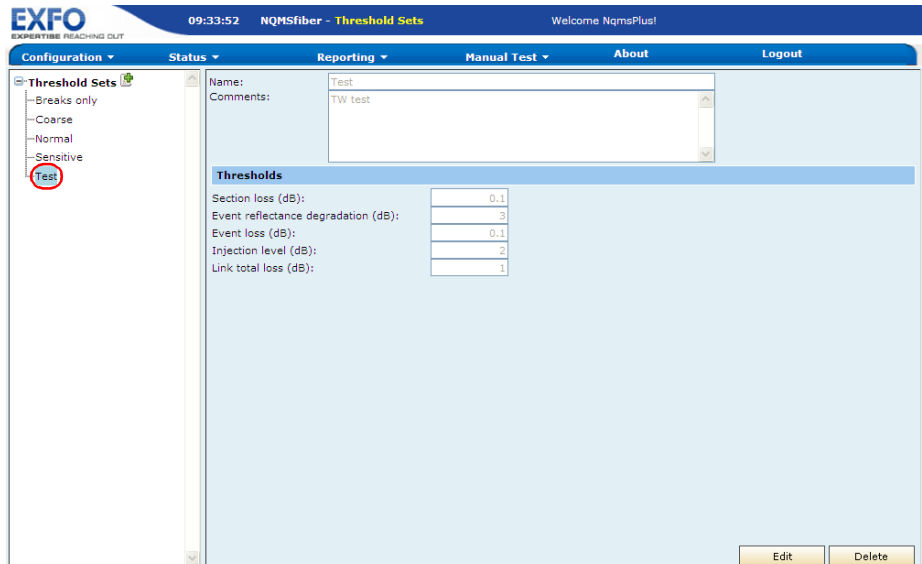 EXFO
EXPERTISE REACHING OUT
09:33:52 NQMSfiber - Threshold Sets Welcome NqmsPlus!
Configuration Status Reporting Manual Test About Logout
Threshold Sets
Breaks only
Coarse
Normal
Sensitive
Test
Name: Test
Comments: TW test
Thresholds
Section loss (dB): 0.1
Event reflectance degradation (dB): 3
Event loss (dB): 0.1
Injection level (dB): 2
Link total loss (dB): 1
Edit Delete